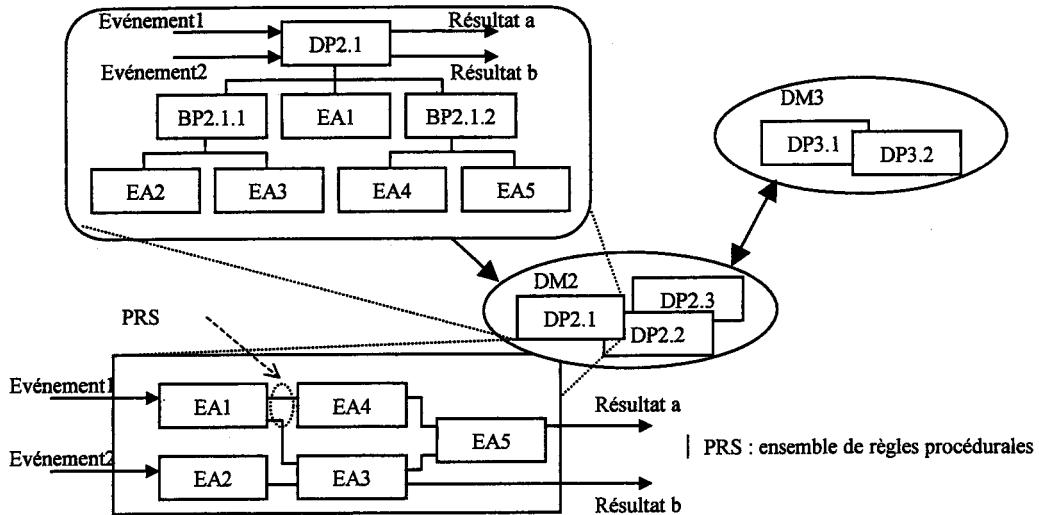 Evénement1
Résultat a
DP2.1
Evénement2
Résultat b
BP2.1.1
EA1
BP2.1.2
EA2
EA3
EA4
EA5
DM3
DP3.1
DP3.2
DM2
DP2.3
DP2.1
DP2.2
PRS
Evénement1
EA1
EA4
Résultat a
EA5
PRS : ensemble de règles procédurales
Evénement2
EA2
EA3
Résultat b